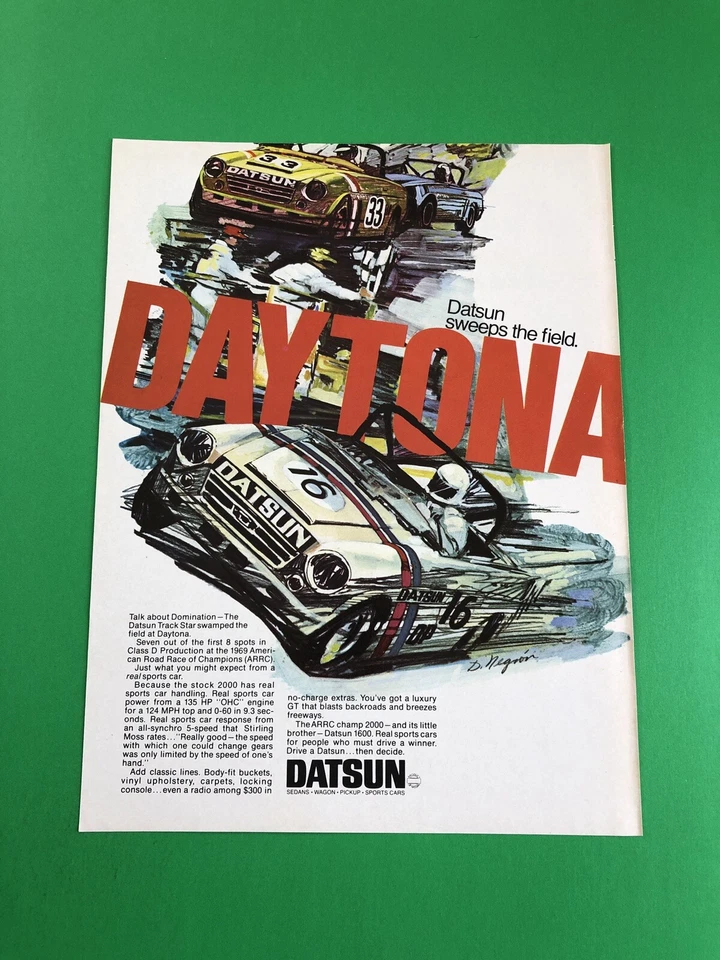 33
DATSUN
33
Datsun
sweeps the field.
DAYTONA
16
DATSUN
DATSUN 16
D. Negrón
Talk about Domination—The
Datsun Track Star swamped the
field at Daytona.
Seven out of the first 8 spots in
Class D Production at the 1969 Ameri-
can Road Race of Champions (ARRC).
Just what you might expect from a
real sports car.
Because the stock 2000 has real
sports car handling. Real sports car
power from a 135 HP "OHC" engine
for a 124 MPH top and 0-60 in 9.3 sec-
onds. Real sports car response from
an all-synchro 5-speed that Stirling
Moss rates..."Really good—the speed
with which one could change gears
was only limited by the speed of one's
hand."
Add classic lines. Body-fit buckets,
vinyl upholstery, carpets, locking
console...even a radio among $300 in
no-charge extras. You've got a luxury
GT that blasts backroads and breezes
freeways.
The ARRC champ 2000—and its little
brother—Datsun 1600. Real sports cars
for people who must drive a winner.
Drive a Datsun...then decide.
DATSUN
SEDANS • WAGON • PICKUP • SPORTS CARS